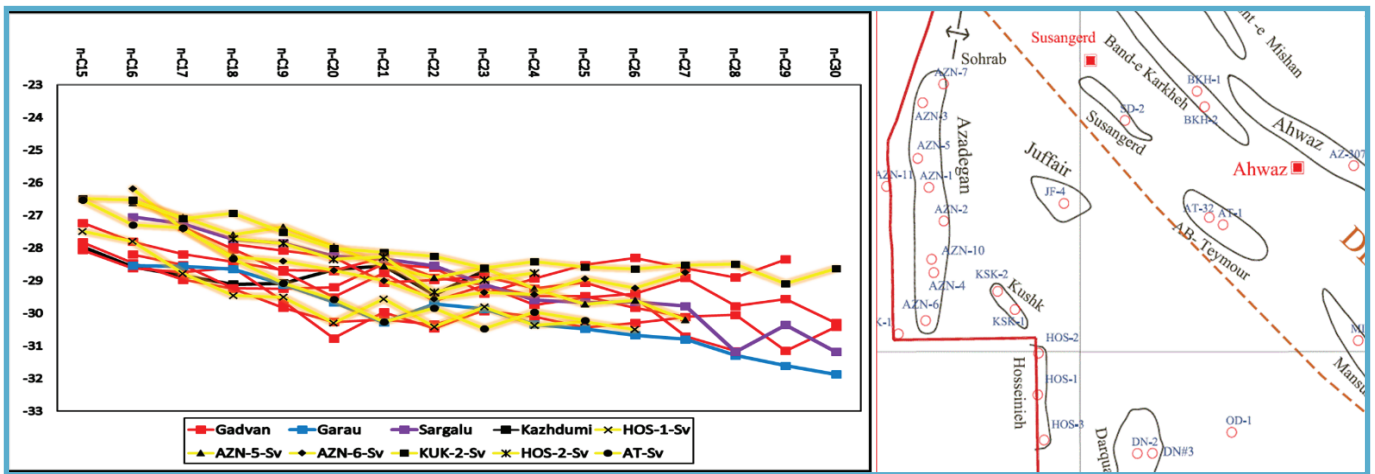 n-C15
n-C16
n-C17
n-C18
n-C19
n-C20
n-C21
n-C22
n-C23
n-C24
n-C25
n-C26
n-C27
n-C28
n-C29
n-C30
-23
-24
-25
-26
-27
-28
-29
-30
-31
-32
-33
Gadvan
Garau
Sargalu
Kazhdumi
HOS-1-Sv
AZN-5-Sv
AZN-6-Sv
KUK-2-Sv
HOS-2-Sv
AT-Sv
Sohrab
Susangerd
Band-e Karkheh
-e Mishan
AZN-7
AZN-3
AZN-5
AZN-11
AZN-1
AZN-2
AZN-10
AZN-4
AZN-6
Azadegan
SD-2
Susangerd
BKH-1
BKH-2
Ahwaz
Ahwaz
AZ-307
Juffair
JF-4
AT-32
AT-1
AB- Teymour
KSK-2
KSK-1
Kushk
K-1
HOS-2
HOS-1
HOS-3
Hosseinieh
DN-2
DN#3
OD-1